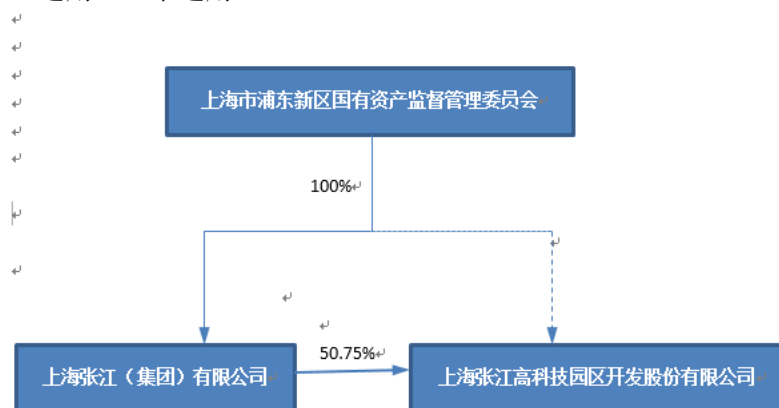 上海市浦东新区国有资产监督管理委员会
100%
50.75%
上海张江（集团）有限公司
上海张江高科技园区开发股份有限公司